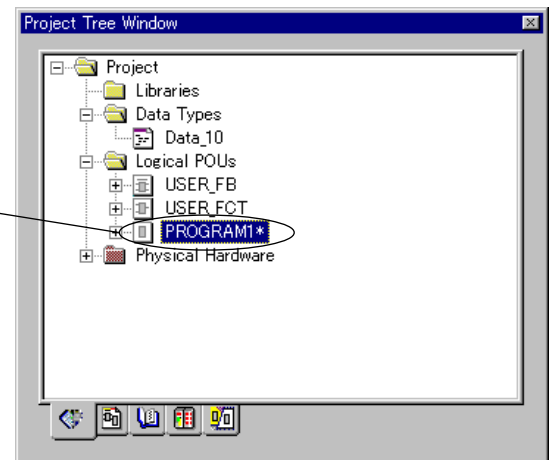 Project Tree Window
Project
Libraries
Data Types
Data_10
Logical POUs
USER_FB
USER_FCT
PROGRAM1*
Physical Hardware